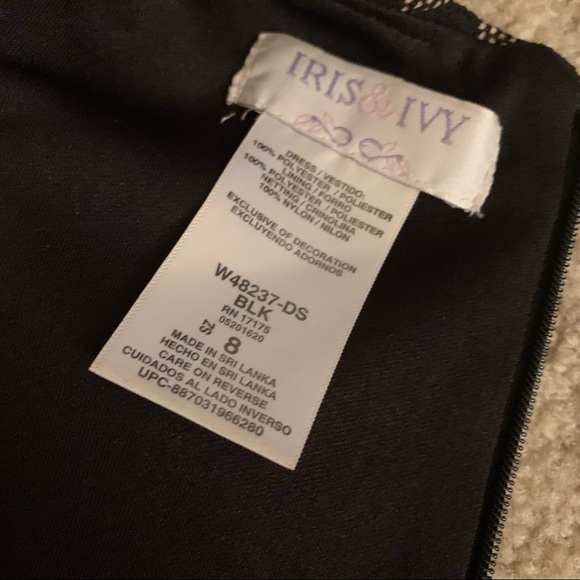 IRIS & IVY
DRESS / VESTIDO:
100% POLYESTER / POLIESTER
LINING / FORRO
100% POLYESTER / POLIESTER
NETTING / CRINOLINA
100% NYLON / NILON
EXCLUSIVE OF DECORATION
EXCLUYENDO ADORNOS
W48237-DS
BLK
RN 17175
05201620
SZ 8
MADE IN SRI LANKA
HECHO EN SRI LANKA
CARE ON REVERSE
CUIDADOS AL LADO INVERSO
UPC-887031966280